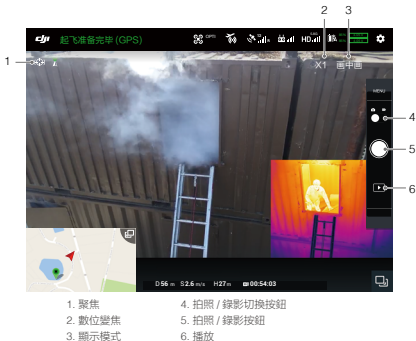 2 3
dji 起飞准备完毕 (GPS) GPS HD
1 X1 画中画
MENU
4
5
6
D 56 m S 2.6 m/s H 27 m 00:54:03
1. 聚焦 4. 拍照 / 錄影切換按鈕
2. 數位變焦 5. 拍照 / 錄影按鈕
3. 顯示模式 6. 播放